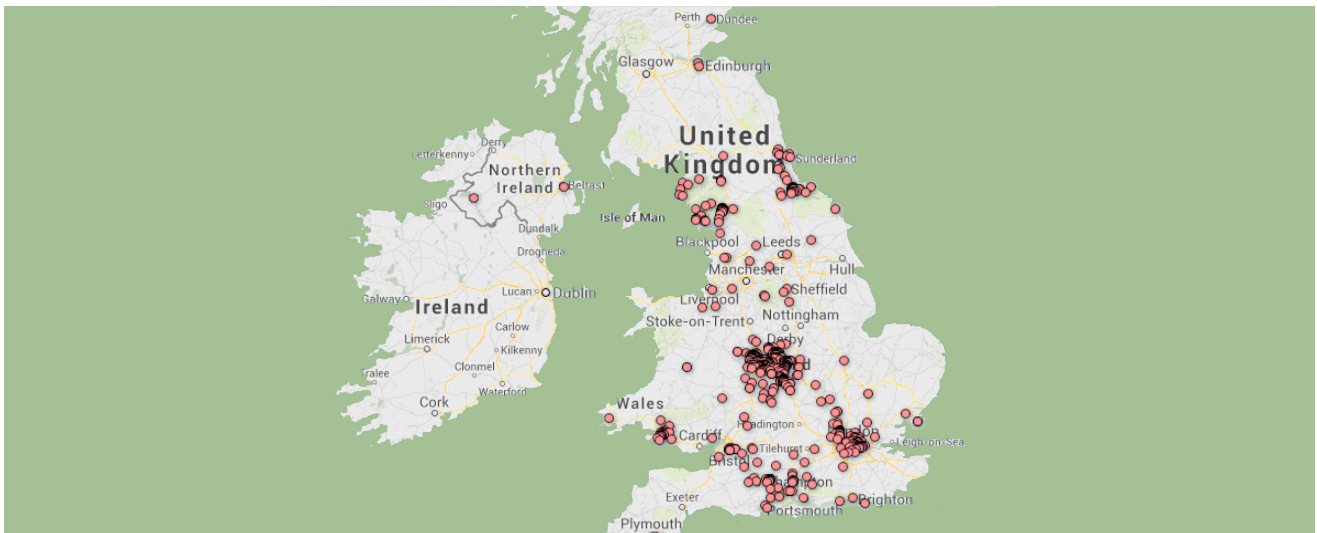 Perth
Dundee
Glasgow
Edinburgh
United
Kingdom
Derry
Letterkenny
Sunderland
Northern
Ireland
Belfast
Sligo
Isle of Man
Dundalk
Blackpool
Leeds
Drogheda
Manchester
Hull
Galway
Lucan
Dublin
Liverpool
Sheffield
Ireland
Stoke-on-Trent
Nottingham
Carlow
Limerick
Derby
Kilkenny
Clonmel
Tralee
Waterford
Wales
Cork
Cardiff
Leigh-on-Sea
Tilehurst
Bristol
Exeter
Brighton
Portsmouth
Plymouth